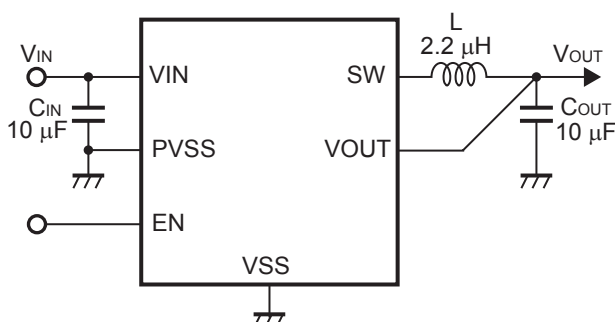 L
2.2 μH
VIN
VOUT
VIN
SW
CIN
10 μF
COUT
10 μF
PVSS
VOUT
EN
VSS